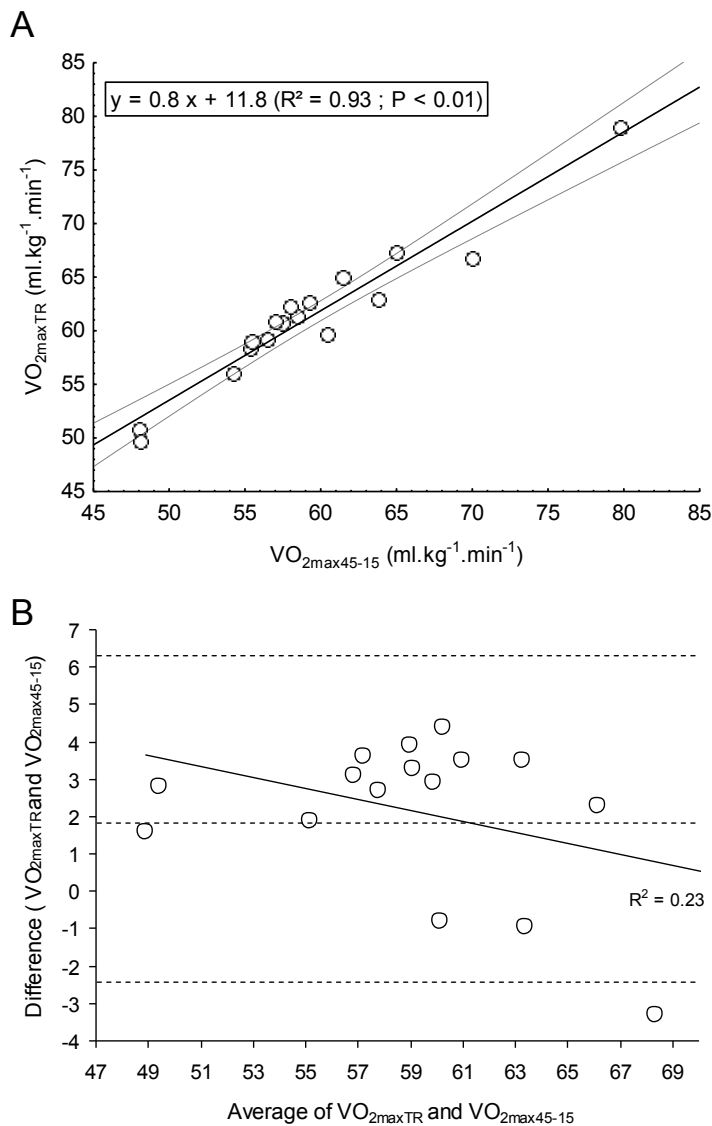 A
y = 0.8 x + 11.8 (R² = 0.93 ; P < 0.01)
85
80
75
70
65
60
55
50
45
VO2maxTR (ml.kg-1.min-1)
45 50 55 60 65 70 75 80 85
VO2max45-15 (ml.kg-1.min-1)
B
7
6
5
4
3
2
1
0
-1
-2
-3
-4
Difference ( VO2maxTR and VO2max45-15)
R2 = 0.23
47 49 51 53 55 57 59 61 63 65 67 69
Average of VO2maxTR and VO2max45-15